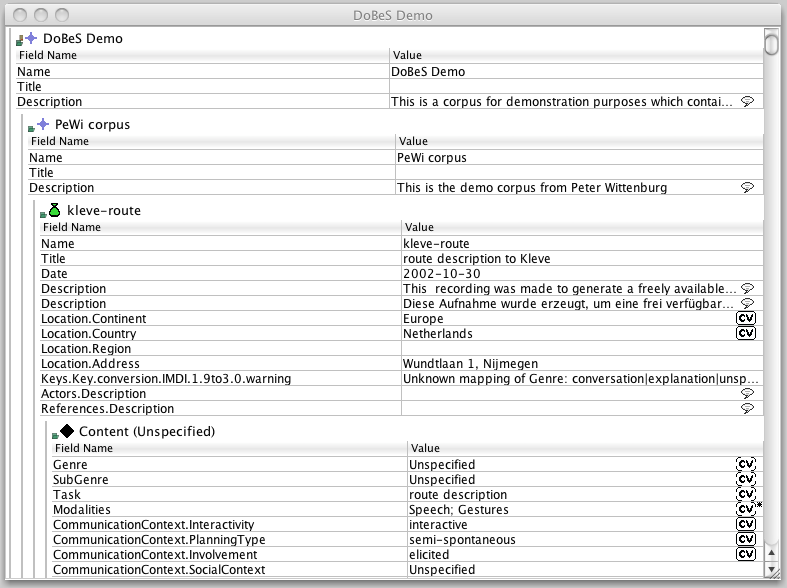 DoBeS Demo
DoBeS Demo
Field Name Value
Name DoBeS Demo
Title
Description This is a corpus for demonstration purposes which contai...
PeWi corpus
Field Name Value
Name PeWi corpus
Title
Description This is the demo corpus from Peter Wittenburg
kleve-route
Field Name Value
Name kleve-route
Title route description to Kleve
Date 2002-10-30
Description This recording was made to generate a freely available...
Description Diese Aufnahme wurde erzeugt, um eine frei verfügbar...
Location.Continent Europe CV
Location.Country Netherlands CV
Location.Region
Location.Address Wundtlaan 1, Nijmegen
Keys.Key.conversion.IMDI.1.9to3.0.warning Unknown mapping of Genre: conversation|explanation|unsp...
Actors.Description
References.Description
Content (Unspecified)
Field Name Value
Genre Unspecified CV
SubGenre Unspecified CV
Task route description CV
Modalities Speech; Gestures CV*
CommunicationContext.Interactivity interactive CV
CommunicationContext.PlanningType semi-spontaneous CV
CommunicationContext.Involvement elicited CV
CommunicationContext.SocialContext Unspecified